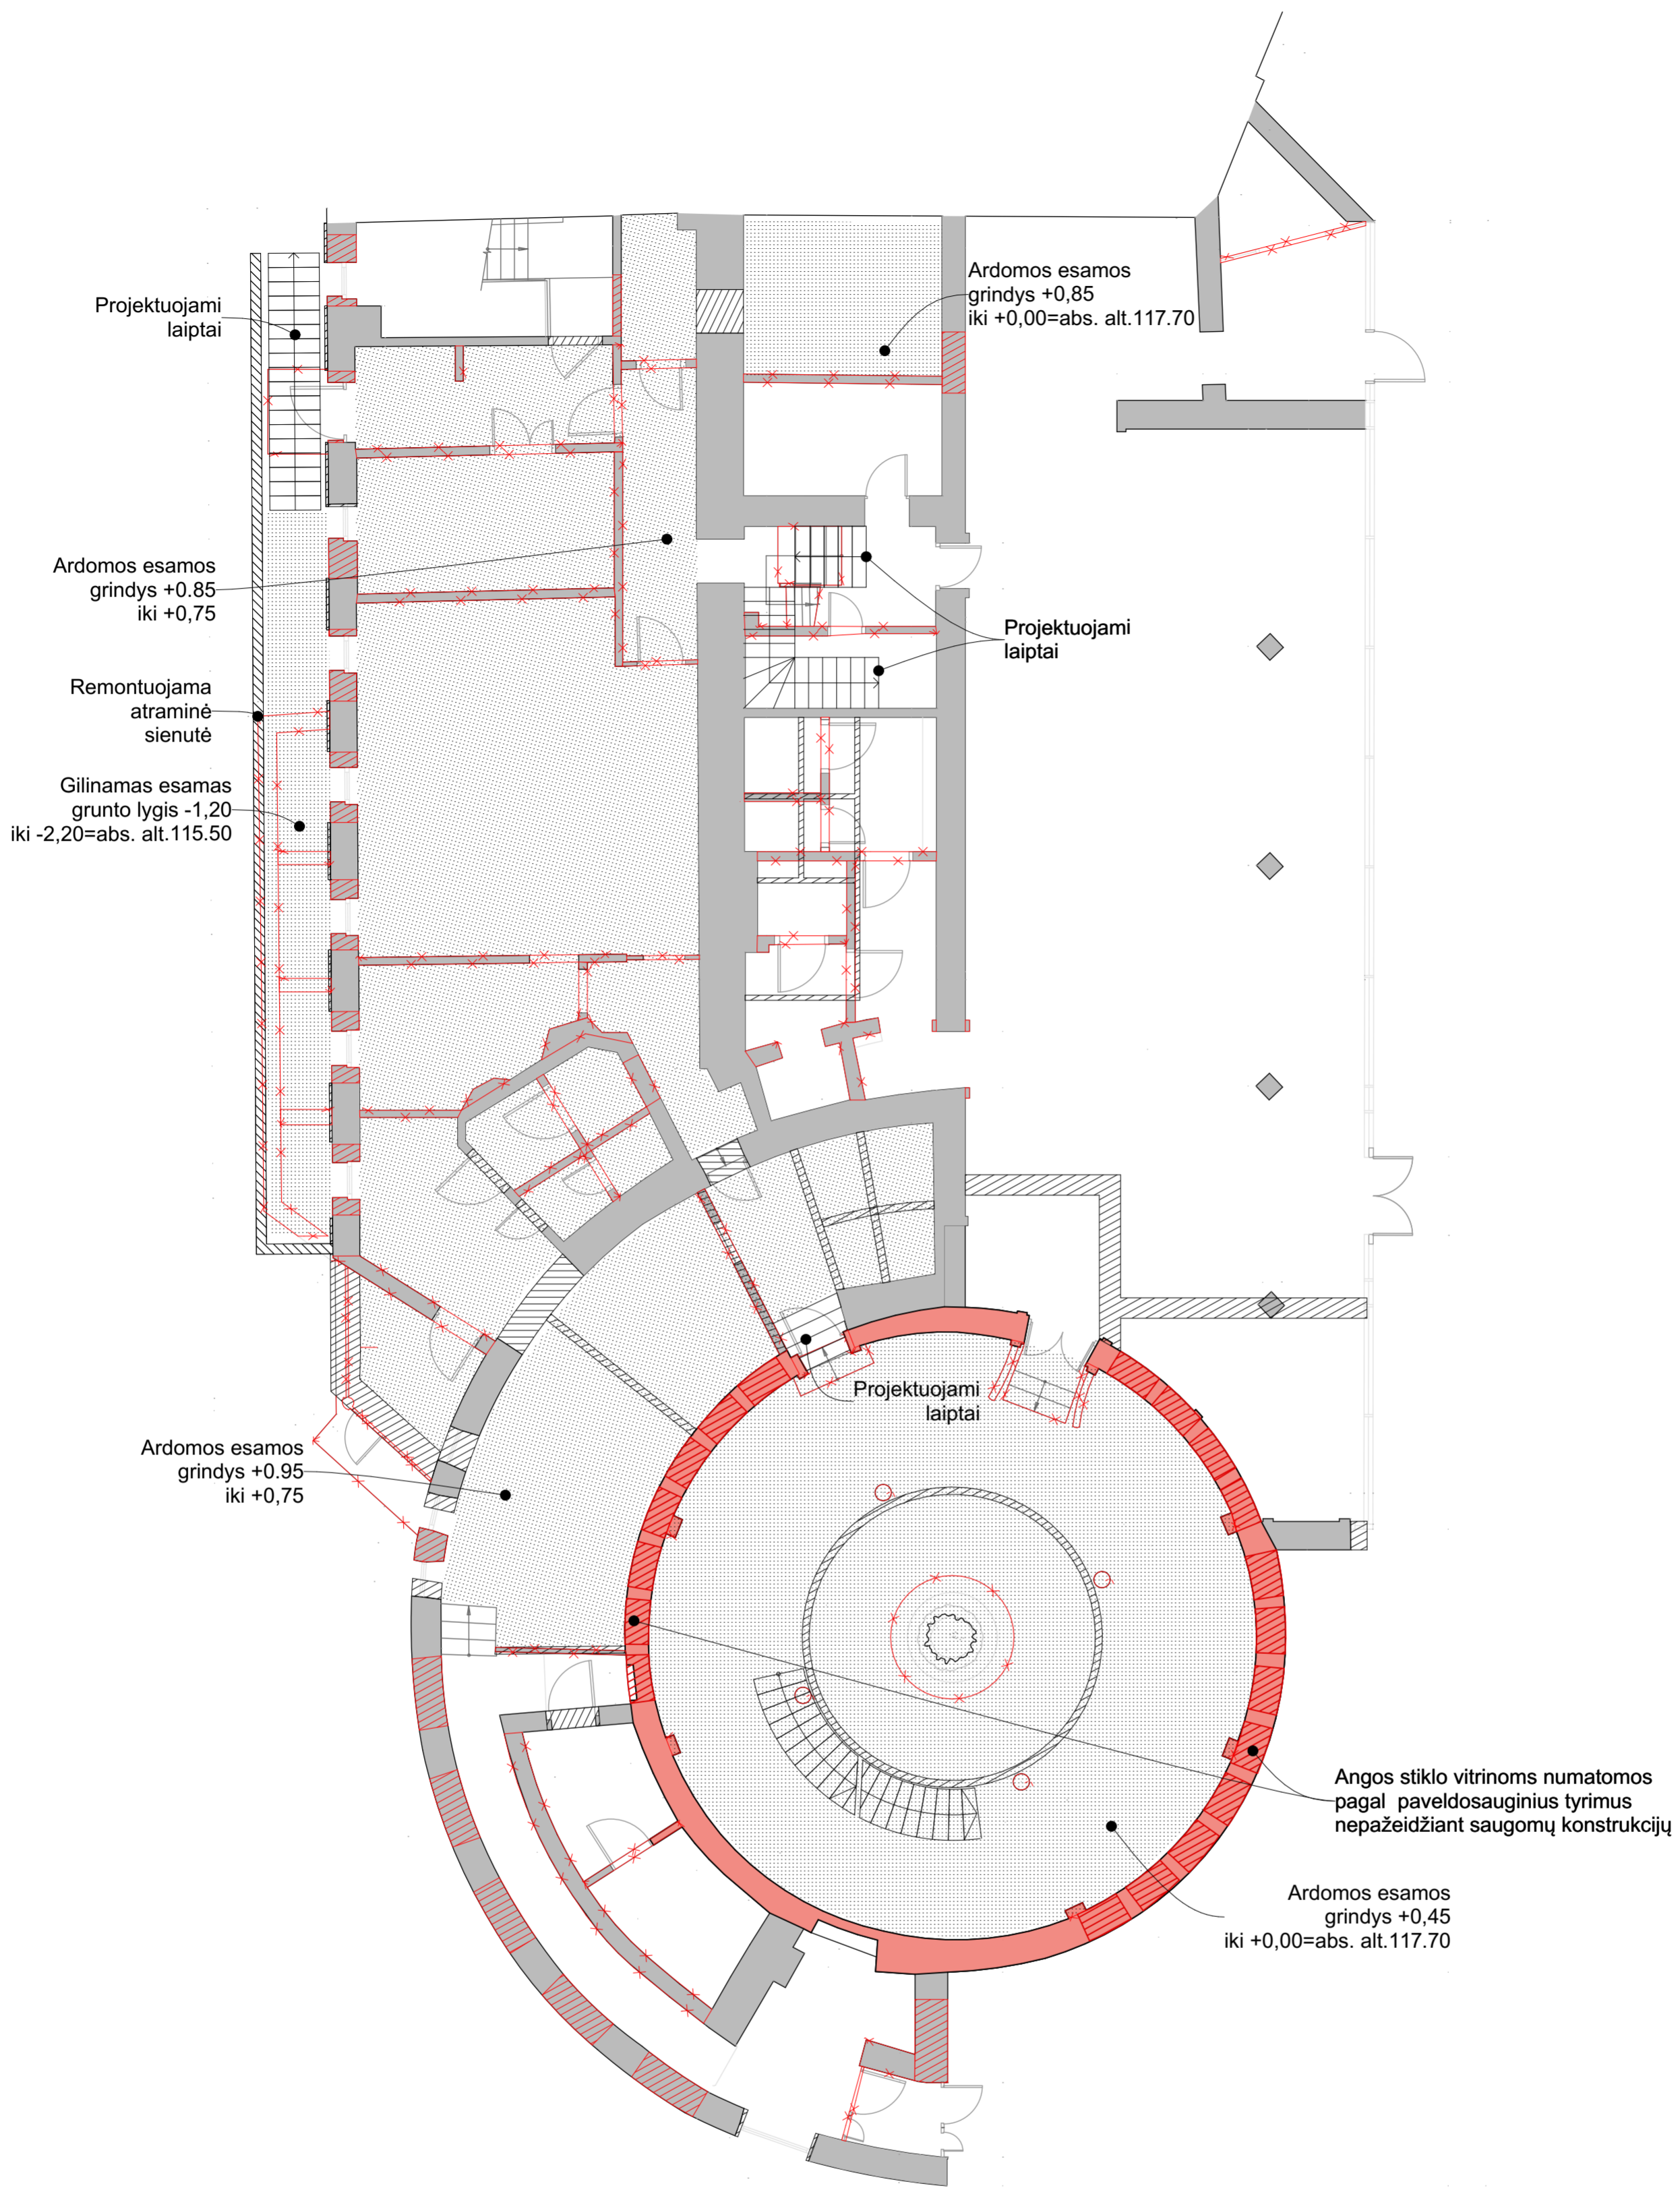 Ardomos esamos
grindys +0,85
iki +0,00=abs. alt.117.70
Projektuojami
laiptai
Ardomos esamos
grindys +0.85
iki +0,75
Projektuojami
laiptai
Remontuojama
atraminė
sienutė
Gilinamas esamas
grunto lygis -1,20
iki -2,20=abs. alt.115.50
Projektuojami
laiptai
Ardomos esamos
grindys +0.95
iki +0,75
Angos stiklo vitrinoms numatomos
pagal paveldosauginius tyrimus
nepažeidžiant saugomų konstrukcijų
Ardomos esamos
grindys +0,45
iki +0,00=abs. alt.117.70